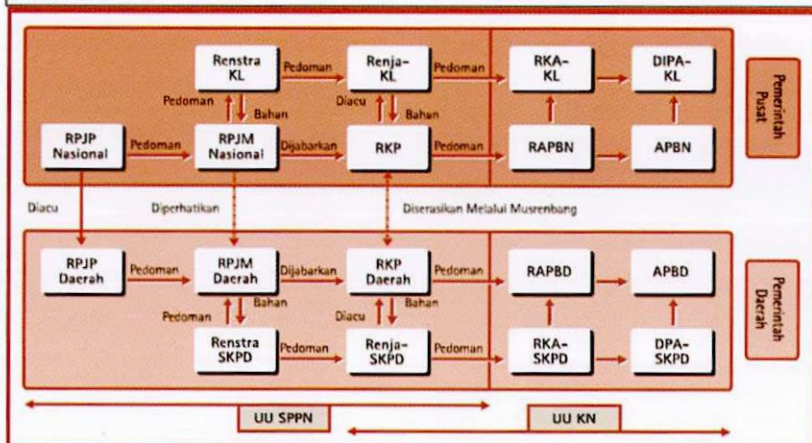 Renstra
KL
Pedoman
Renja-
KL
Pedoman
RKA-
KL
DIPA-
KL
Pemerintah
Pusat
Pedoman
Bahan
Diacu
Bahan
RPJP
Nasional
Pedoman
RPJM
Nasional
Dijabarkan
RKP
Pedoman
RAPBN
APBN
Diacu
Diperhatikan
Diserasikan Melalui Musrenbang
RPJP
Daerah
Pedoman
RPJM
Daerah
Dijabarkan
RKP
Daerah
Pedoman
RAPBD
APBD
Pemerintah
Daerah
Pedoman
Bahan
Diacu
Bahan
Renstra
SKPD
Pedoman
Renja-
SKPD
Pedoman
RKA-
SKPD
DPA-
SKPD
UU SPPN
UU KN